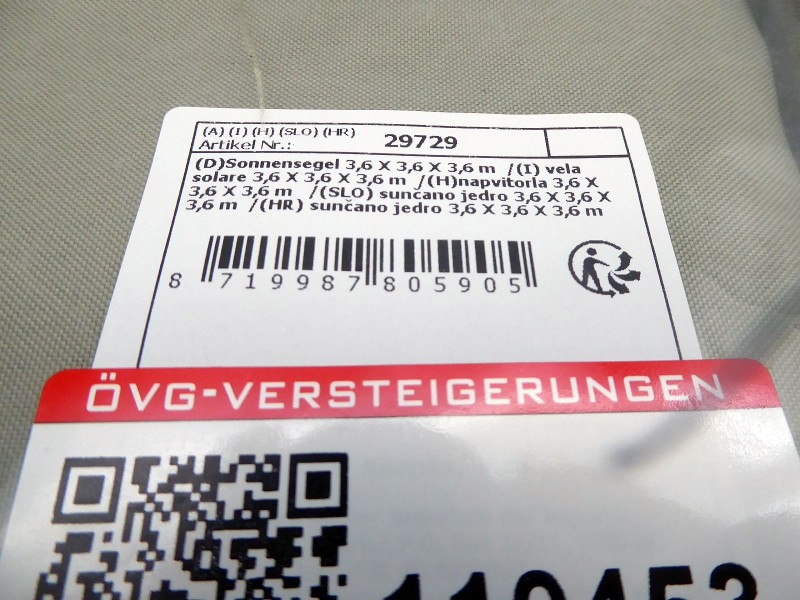 (A) (I) (H) (SLO) (HR)
Artikel Nr.: 29729
(D)Sonnensegel 3,6 X 3,6 X 3,6 m /(I) vela
solare 3,6 X 3,6 X 3,6 m /(H)napvitorla 3,6 X
3,6 X 3,6 m /(SLO) sunčano jedro 3,6 X 3,6 X
3,6 m /(HR) sunčano jedro 3,6 X 3,6 X 3,6 m
8 719987 805905
ÖVG-VERSTEIGERUNGEN
119453